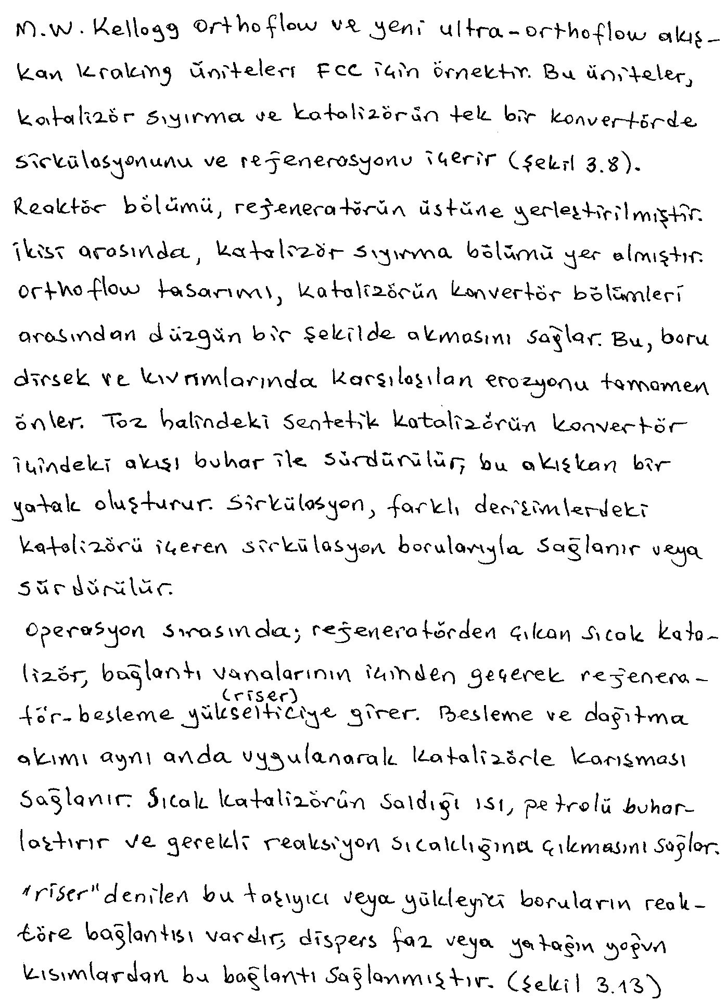 M.W. Kellogg Orthoflow ve yeni ultra-orthoflow akış-
kan kraking üniteleri FCC için örnektir. Bu üniteler,
katalizör sıyırma ve katalizörün tek bir konvertörde
sirkülasyonunu ve rejenerasyonu içerir (Şekil 3.8).
Reaktör bölümü, rejeneratörün üstüne yerleştirilmiştir.
ikisi arasında, katalizör sıyırma bölümü yer almıştır.
orthoflow tasarımı, katalizörün konvertör bölümleri
arasından düzgün bir şekilde akmasını sağlar. Bu, boru
dirsek ve kıvrımlarında karşılaşılan erozyonu tamamen
önler. Toz halindeki sentetik katalizörün konvertör
içindeki akışı buhar ile sürdürülür, bu akışkan bir
yatak oluşturur. Sirkülasyon, farklı derişimlerdeki
katalizörü içeren sirkülasyon borularıyla sağlanır veya
sürdürülür.
Operasyon sırasında; rejeneratörden çıkan sıcak kata-
lizör, bağlantı vanalarının içinden geçerek rejenera-
(riser)
tör-besleme yükselticiye girer. Besleme ve dağıtma
akımı aynı anda uygulanarak katalizörle karışması
sağlanır. Sıcak katalizörün saldığı ısı, petrolü buhar-
laştırır ve gerekli reaksiyon sıcaklığına çıkmasını sağlar.
"riser" denilen bu taşıyıcı veya yükleyici boruların reak-
töre bağlantısı vardır, dispers faz veya yatağın yoğun
kısımlardan bu bağlantı sağlanmıştır. (Şekil 3.13)